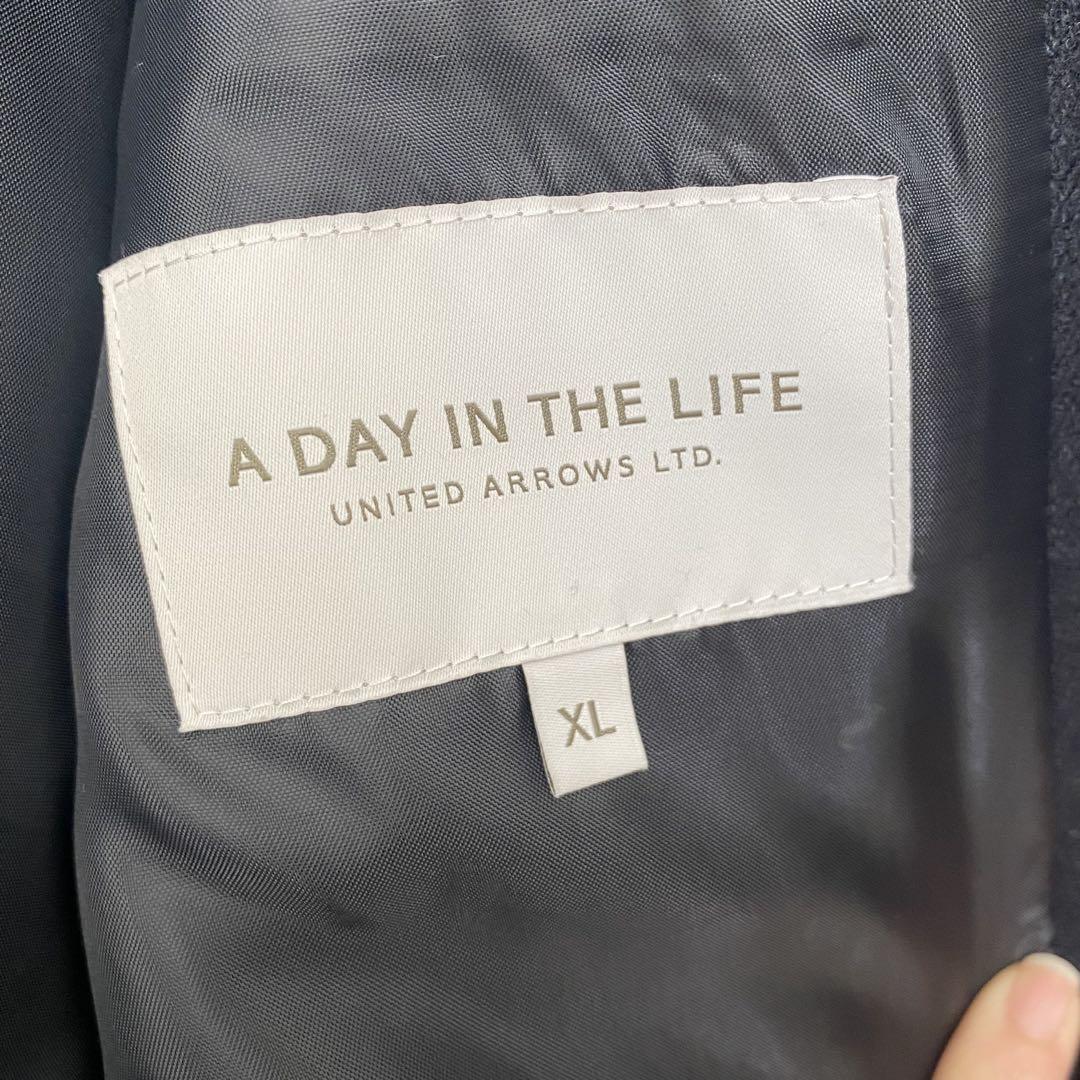 A DAY IN THE LIFE
UNITED ARROWS LTD.
XL